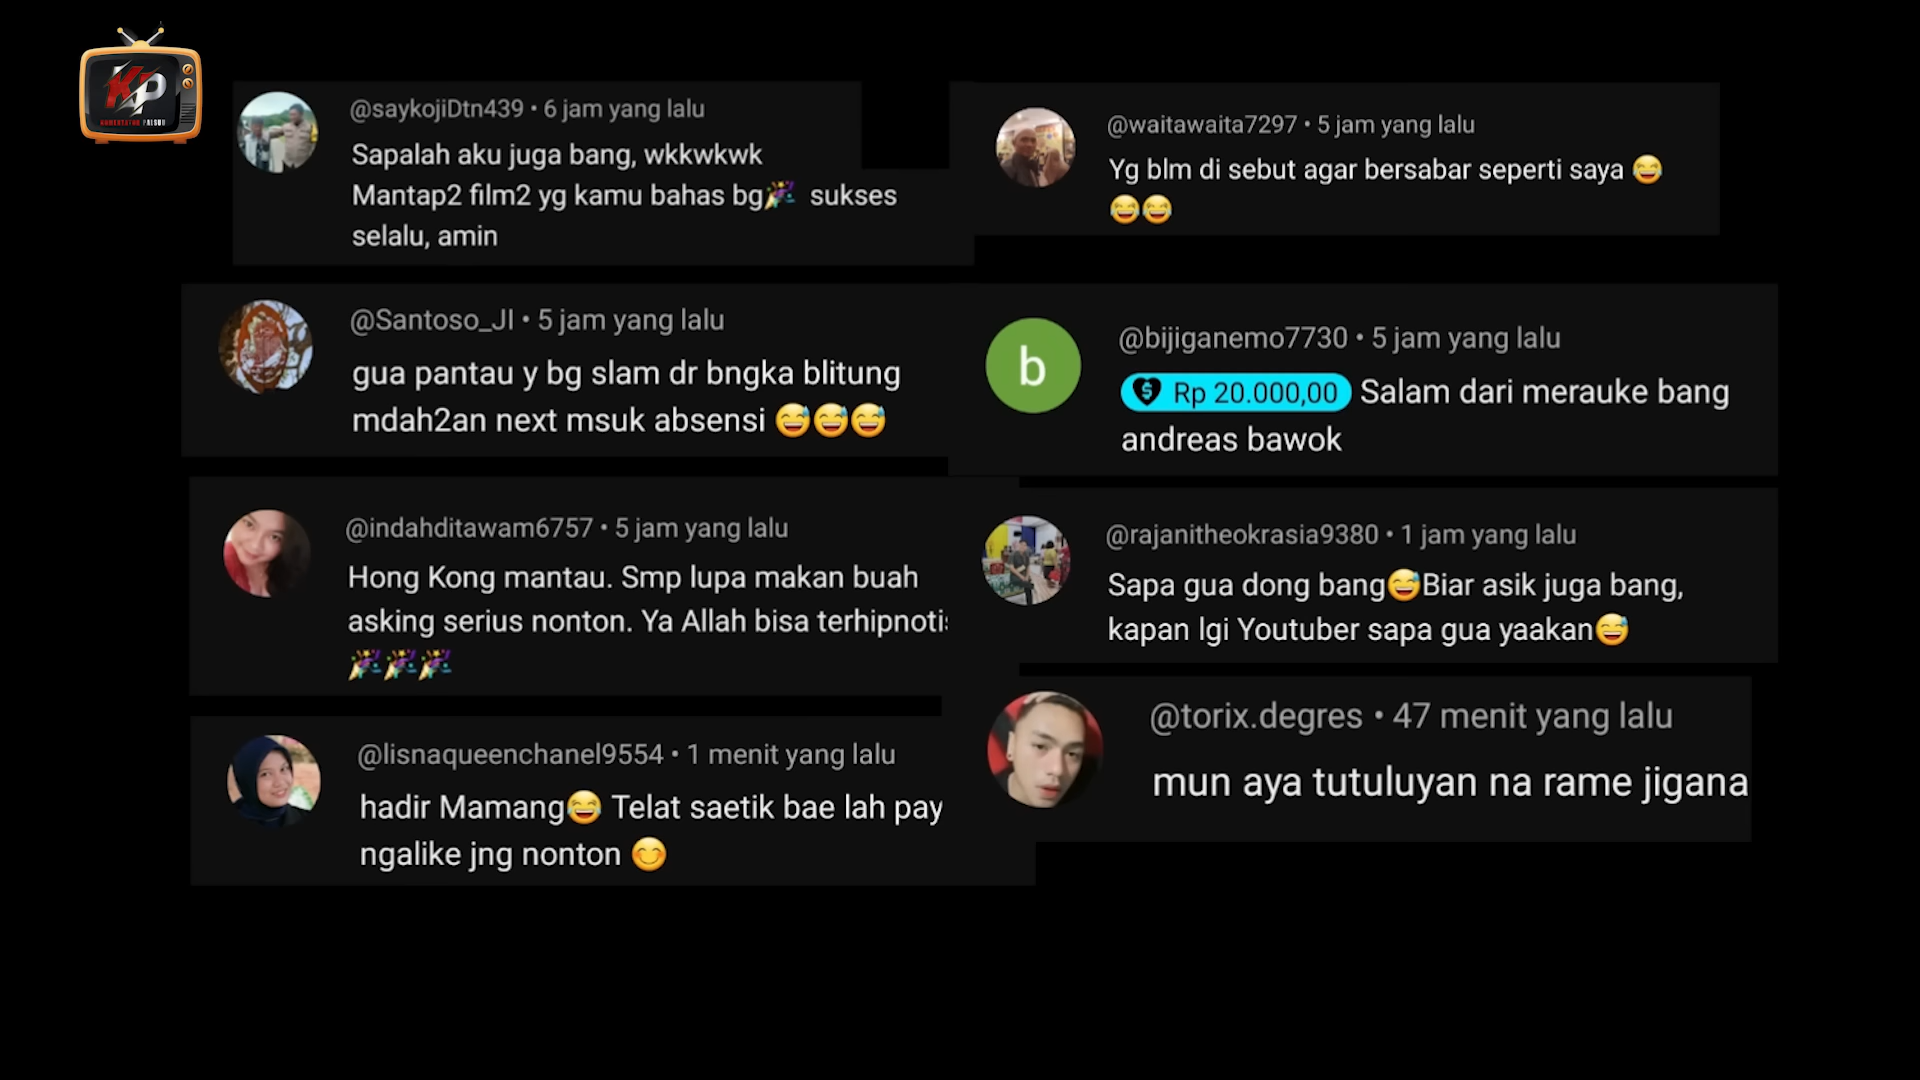 KP
KOMENTATOR PALSU
@saykojiDtn439 • 6 jam yang lalu
Sapalah aku juga bang, wkkwkwk
Mantap2 film2 yg kamu bahas bg🎉 sukses
selalu, amin
@Santoso_JI • 5 jam yang lalu
gua pantau y bg slam dr bngka blitung
mdah2an next msuk absensi 😅😅😅
@indahditawam6757 • 5 jam yang lalu
Hong Kong mantau. Smp lupa makan buah
asking serius nonton. Ya Allah bisa terhipnotis
🎉🎉🎉
@lisnaqueenchanel9554 • 1 menit yang lalu
hadir Mamang😂 Telat saetik bae lah pay
ngalike jng nonton 😊
@waitawaita7297 • 5 jam yang lalu
Yg blm di sebut agar bersabar seperti saya 😂
😂😂
b
@bijiganemo7730 • 5 jam yang lalu
Rp 20.000,00 Salam dari merauke bang
andreas bawok
@rajanitheokrasia9380 • 1 jam yang lalu
Sapa gua dong bang😅Biar asik juga bang,
kapan lgi Youtuber sapa gua yaakan😅
@torix.degres • 47 menit yang lalu
mun aya tutuluyan na rame jigana